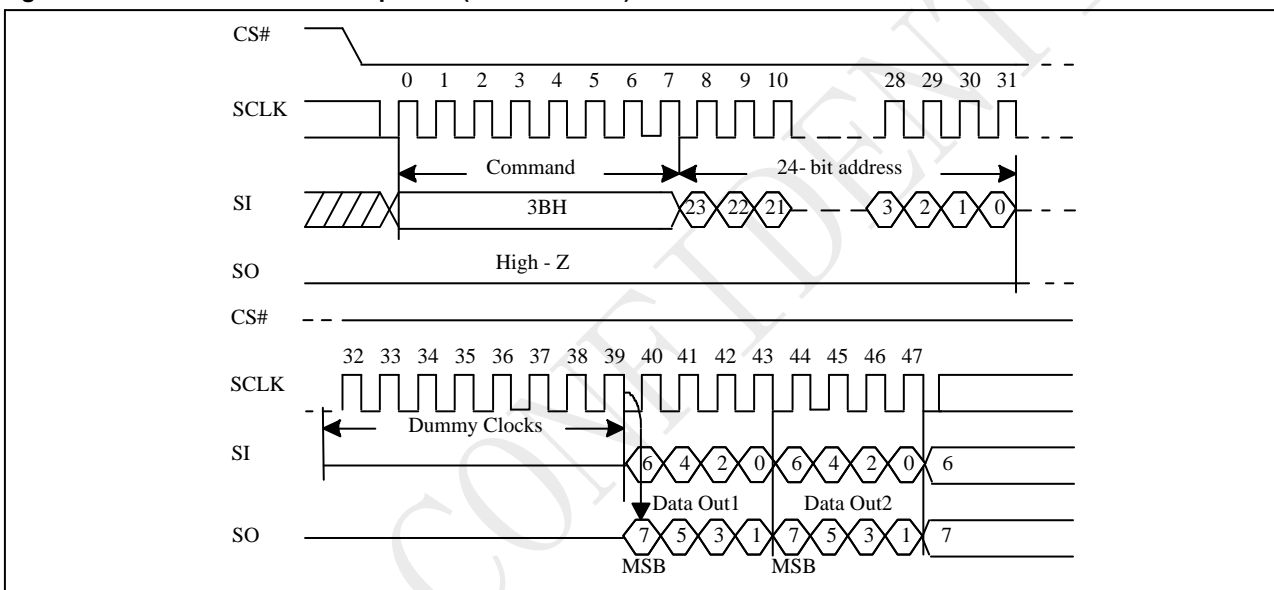 CS#
0 1 2 3 4 5 6 7 8 9 10 28 29 30 31
SCLK
Command 24- bit address
SI 3BH 23 22 21 3 2 1 0
SO High - Z
CS#
32 33 34 35 36 37 38 39 40 41 42 43 44 45 46 47
SCLK
Dummy Clocks
SI 6 4 2 0 6 4 2 0 6
Data Out1 Data Out2
SO 7 5 3 1 7 5 3 1 7
MSB MSB
CONFIDENT